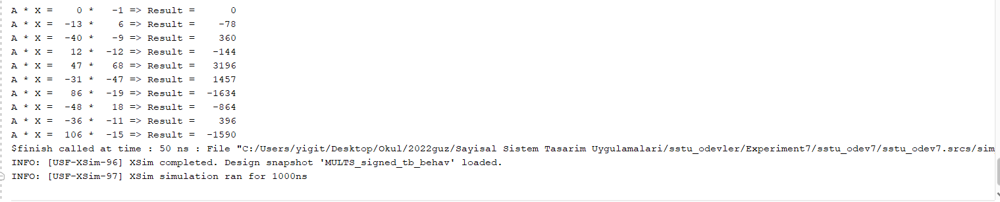 A * X =    0 *   -1 => Result =      0
A * X =  -13 *    6 => Result =    -78
A * X =  -40 *   -9 => Result =    360
A * X =   12 *  -12 => Result =   -144
A * X =   47 *   68 => Result =   3196
A * X =  -31 *  -47 => Result =   1457
A * X =   86 *  -19 => Result =  -1634
A * X =  -48 *   18 => Result =   -864
A * X =  -36 *  -11 => Result =    396
A * X =  106 *  -15 => Result =  -1590
$finish called at time : 50 ns : File "C:/Users/yigit/Desktop/Okul/2022guz/Sayisal Sistem Tasarim Uygulamalari/sstu_odevler/Experiment7/sstu_odev7/sstu_odev7.srcs/sim
INFO: [USF-XSim-96] XSim completed. Design snapshot 'MULTS_signed_tb_behav' loaded.
INFO: [USF-XSim-97] XSim simulation ran for 1000ns